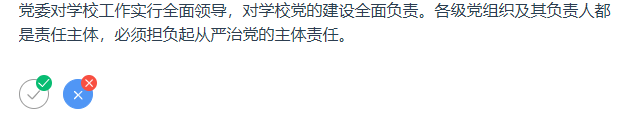 党委对学校工作实行全面领导，对学校党的建设全面负责。各级党组织及其负责人都
是责任主体，必须担负起从严治党的主体责任。